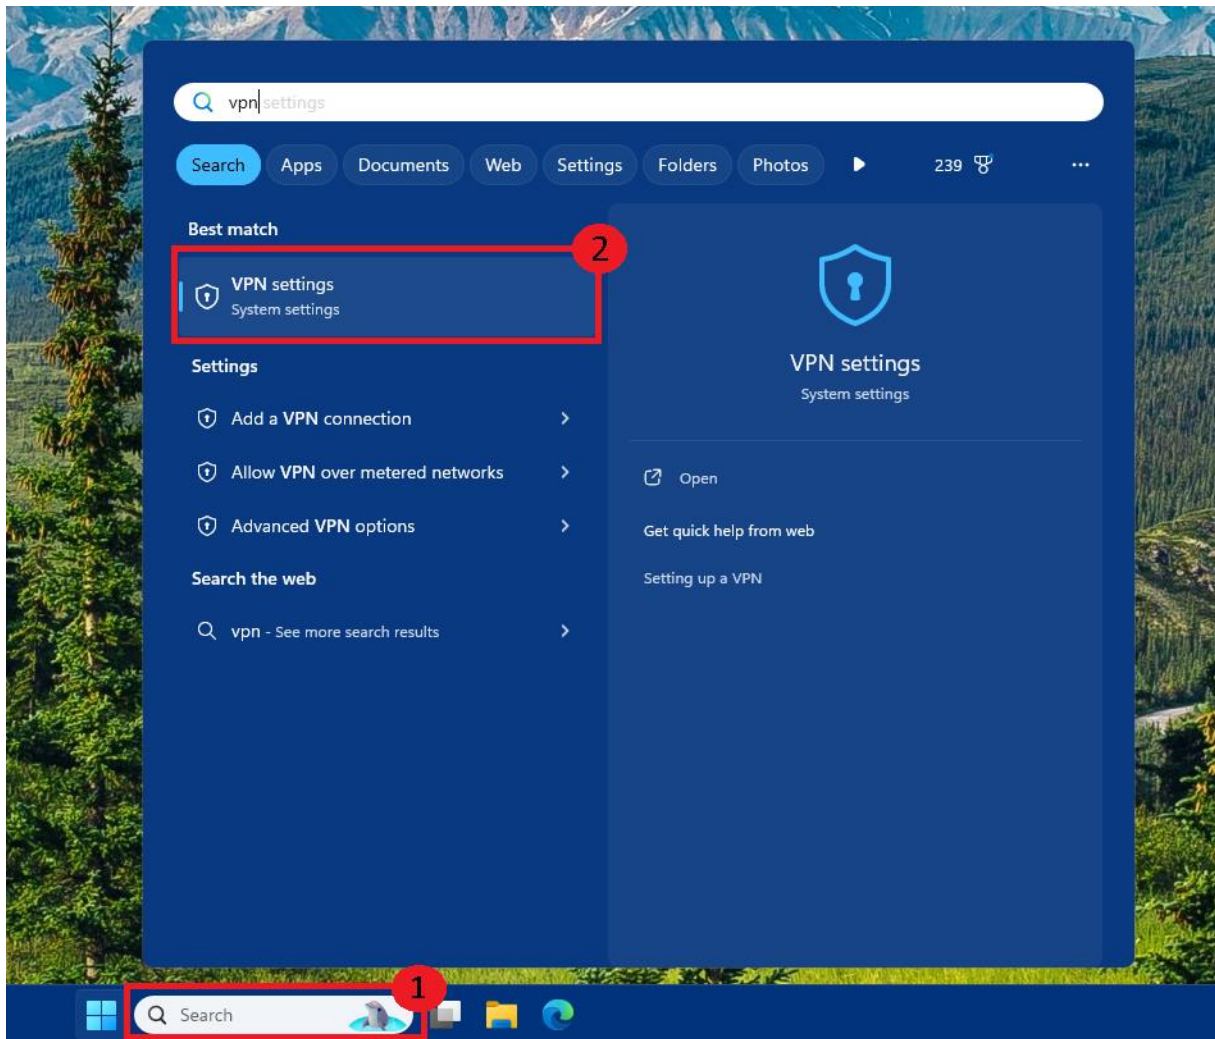 vpn settings
Search Apps Documents Web Settings Folders Photos 239
Best match
2
VPN settings
System settings
Settings
Add a VPN connection
Allow VPN over metered networks
Advanced VPN options
Search the web
vpn - See more search results
VPN settings
System settings
Open
Get quick help from web
Setting up a VPN
1
Search